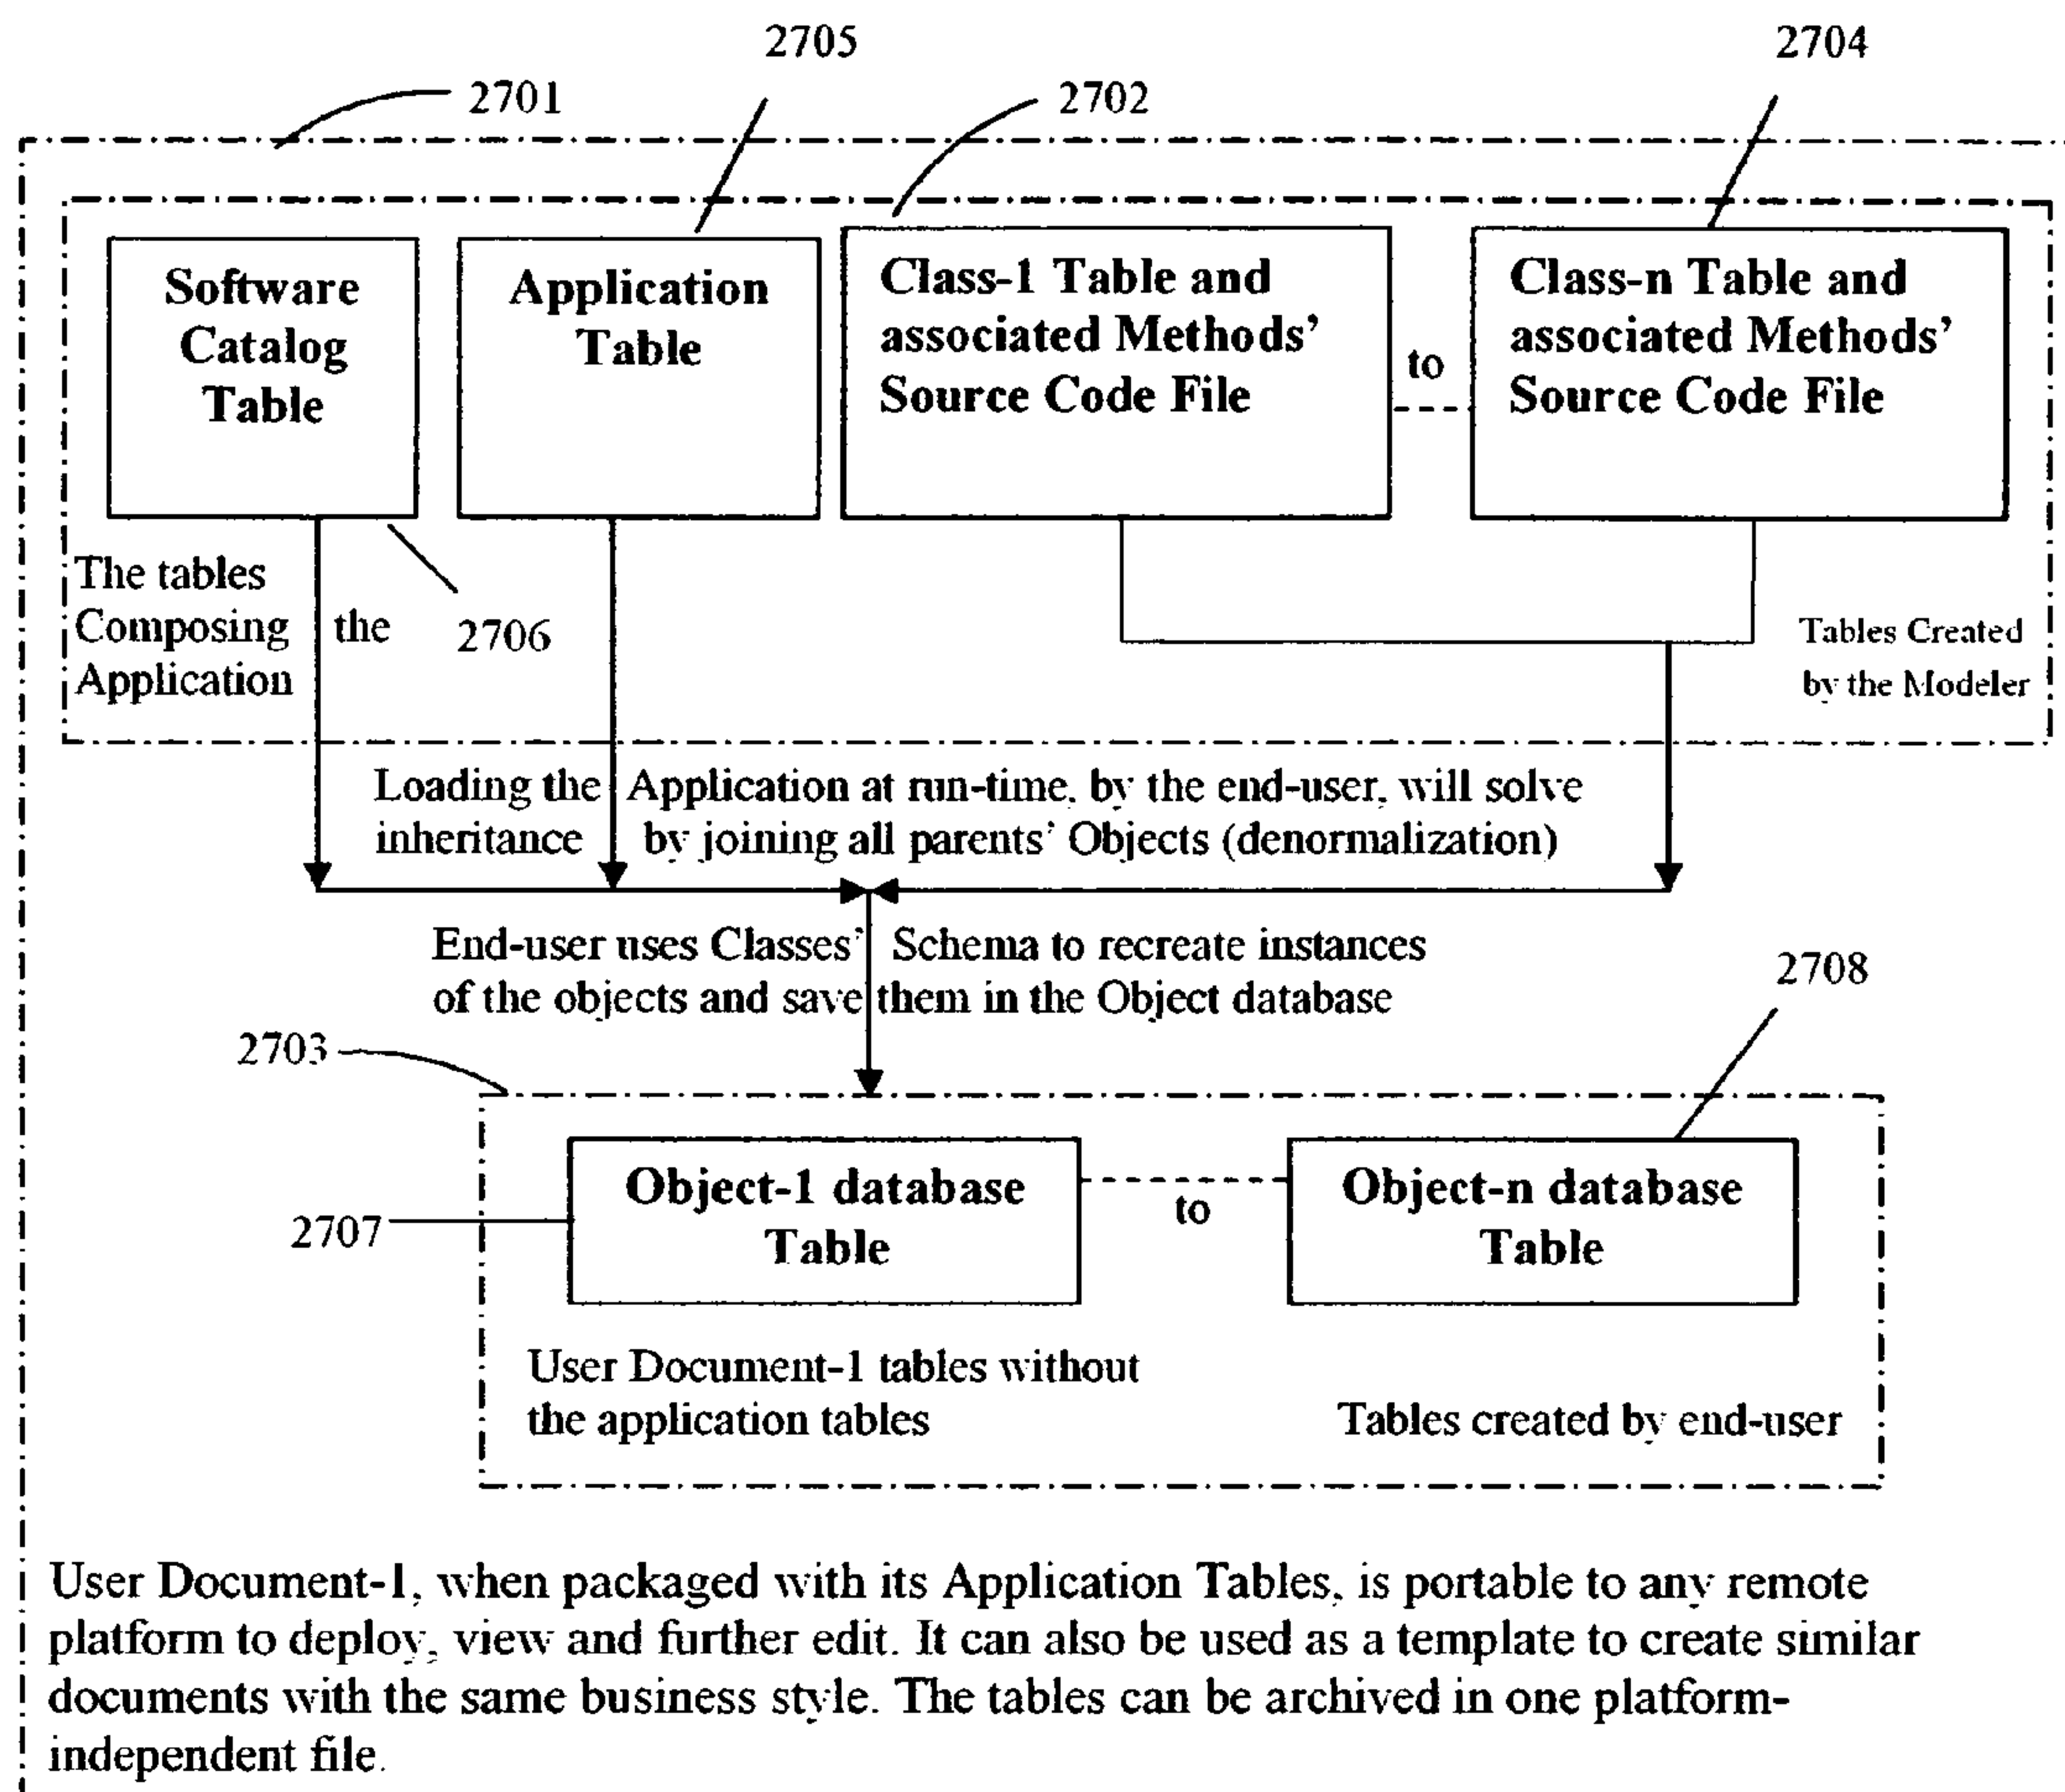 2705
2704
2701
2702
Software
Catalog
Table
Application
Table
Class-1 Table and
associated Methods’
Source Code File
to
Class-n Table and
associated Methods’
Source Code File
The tables
Composing the
Application
2706
Tables Created
by the Modeler
Loading the Application at run-time, by the end-user, will solve
inheritance by joining all parents’ Objects (denormalization)
End-user uses Classes’ Schema to recreate instances
of the objects and save them in the Object database
2708
2703
Object-1 database
Table
to
Object-n database
Table
2707
User Document-1 tables without
the application tables
Tables created by end-user
User Document-1, when packaged with its Application Tables, is portable to any remote
platform to deploy, view and further edit. It can also be used as a template to create similar
documents with the same business style. The tables can be archived in one platform-
independent file.